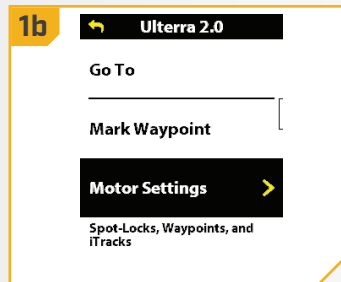 1b
Ulterra 2.0
Go To
Mark Waypoint
Motor Settings
Spot-Locks, Waypoints, and
iTracks